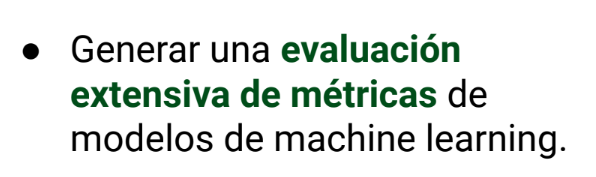 ● Generar una evaluación
extensiva de métricas de
modelos de machine learning.